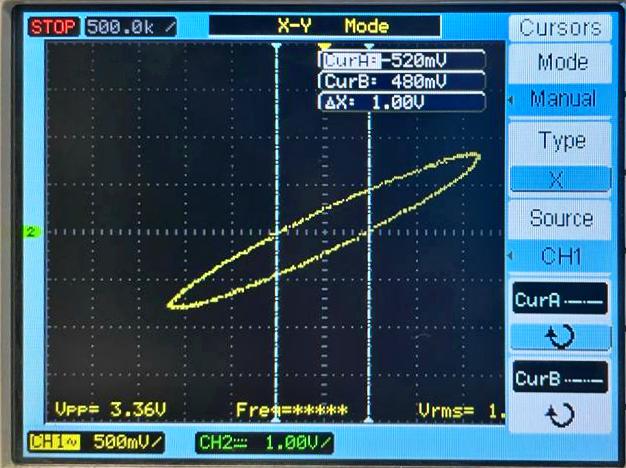 STOP 500.0k / X-Y Mode Cursors
CurA:-520mV
CurB: 480mV
ΔX: 1.00V
Mode
Manual
Type
X
Source
CH1
2
CurA
CurB
Vpp= 3.36V Freq=***** Vrms= 1.
CH1~ 500mV/ CH2 1.00V/